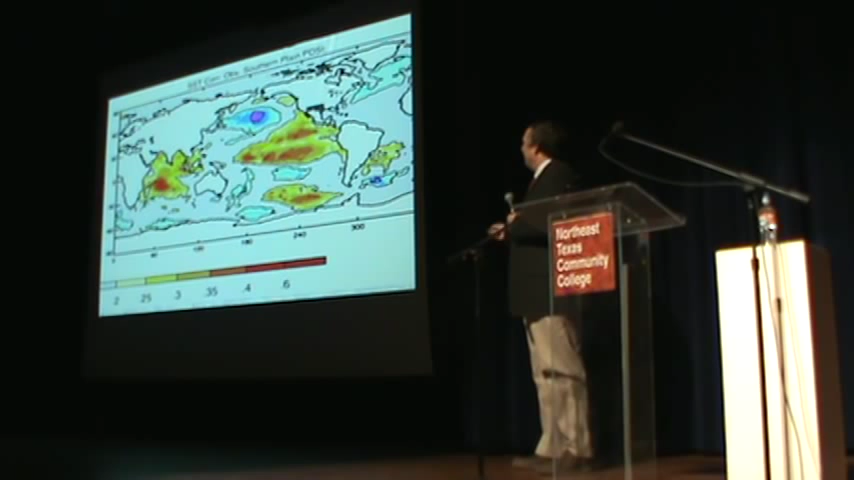 SST Corr. Obs. Southern Plain PDSI
60
180
240
300
.2 .25 .3 .35 .4 .6
Northeast
Texas
Community
College